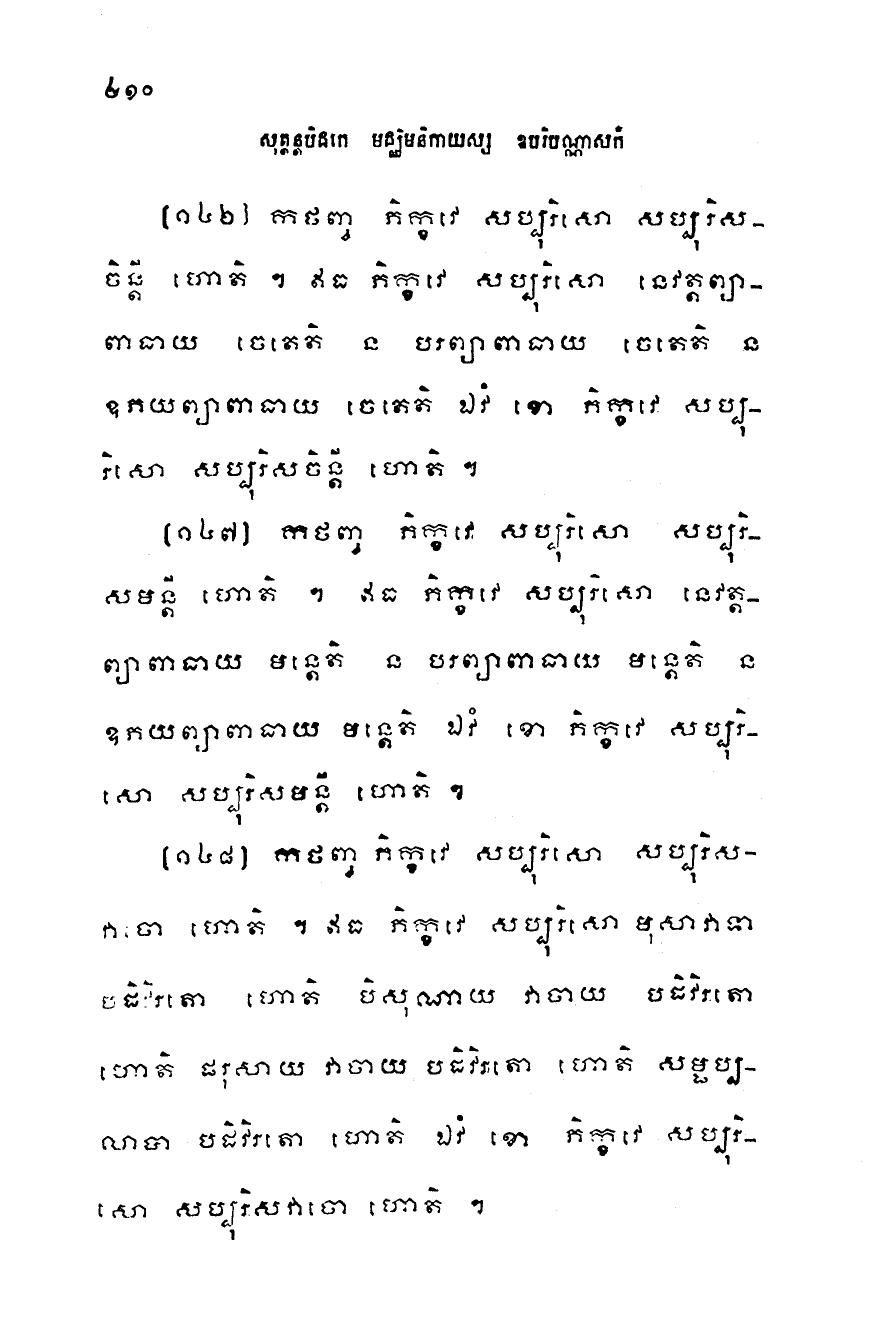 ២១០
សុត្តន្តបិដកេ មជ្ឈិមនិកាយស្ស ឧបរិបណ្ណាសកំ
[១៤៦] កថញ្ច ភិក្ខវេ សប្បុរិសោ សប្បុរិស-
ចិន្តី ហោតិ ។ ឥធ ភិក្ខវេ សប្បុរិសោ នេវត្តព្យា-
ពាធាយ ចេតេតិ ន បរព្យាពាធាយ ចេតេតិ ន
ឧភយព្យាពាធាយ ចេតេតិ ឯវំ ខោ ភិក្ខវេ សប្បុ-
រិសោ សប្បុរិសចិន្តី ហោតិ ។
[១៤៧] កថញ្ច ភិក្ខវេ សប្បុរិសោ សប្បុរិ-
សមន្តី ហោតិ ។ ឥធ ភិក្ខវេ សប្បុរិសោ នេវត្ត-
ព្យាពាធាយ មន្តេតិ ន បរព្យាពាធាយ មន្តេតិ ន
ឧភយព្យាពាធាយ មន្តេតិ ឯវំ ខោ ភិក្ខវេ សប្បុរិ-
សោ សប្បុរិសមន្តី ហោតិ ។
[១៤៨] កថញ្ច ភិក្ខវេ សប្បុរិសោ សប្បុរិស-
វាចោ ហោតិ ។ ឥធ ភិក្ខវេ សប្បុរិសោ មុសាវាទា
បដិវិរតោ ហោតិ បិសុណាយ វាចាយ បដិវិរតោ
ហោតិ ផរុសាយ វាចាយ បដិវិរតោ ហោតិ សម្ផប្ប-
លាបា បដិវិរតោ ហោតិ ឯវំ ខោ ភិក្ខវេ សប្បុរិ-
សោ សប្បុរិសវាចោ ហោតិ ។